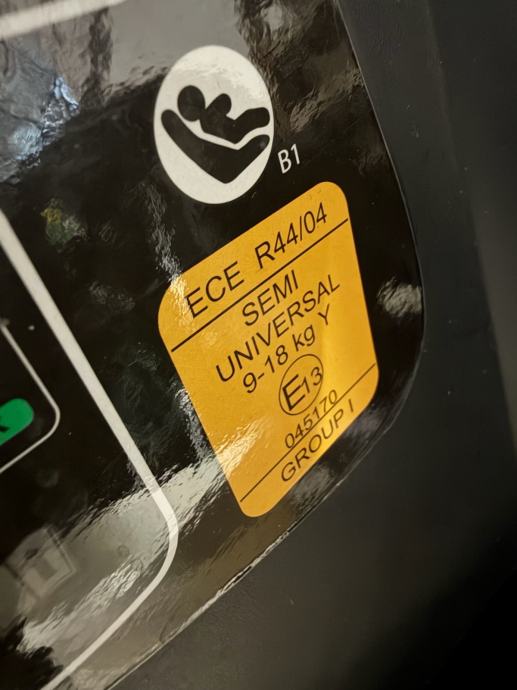 B1
ECE R44/04
SEMI
UNIVERSAL
9-18 kg Y
E13
045170
GROUP I